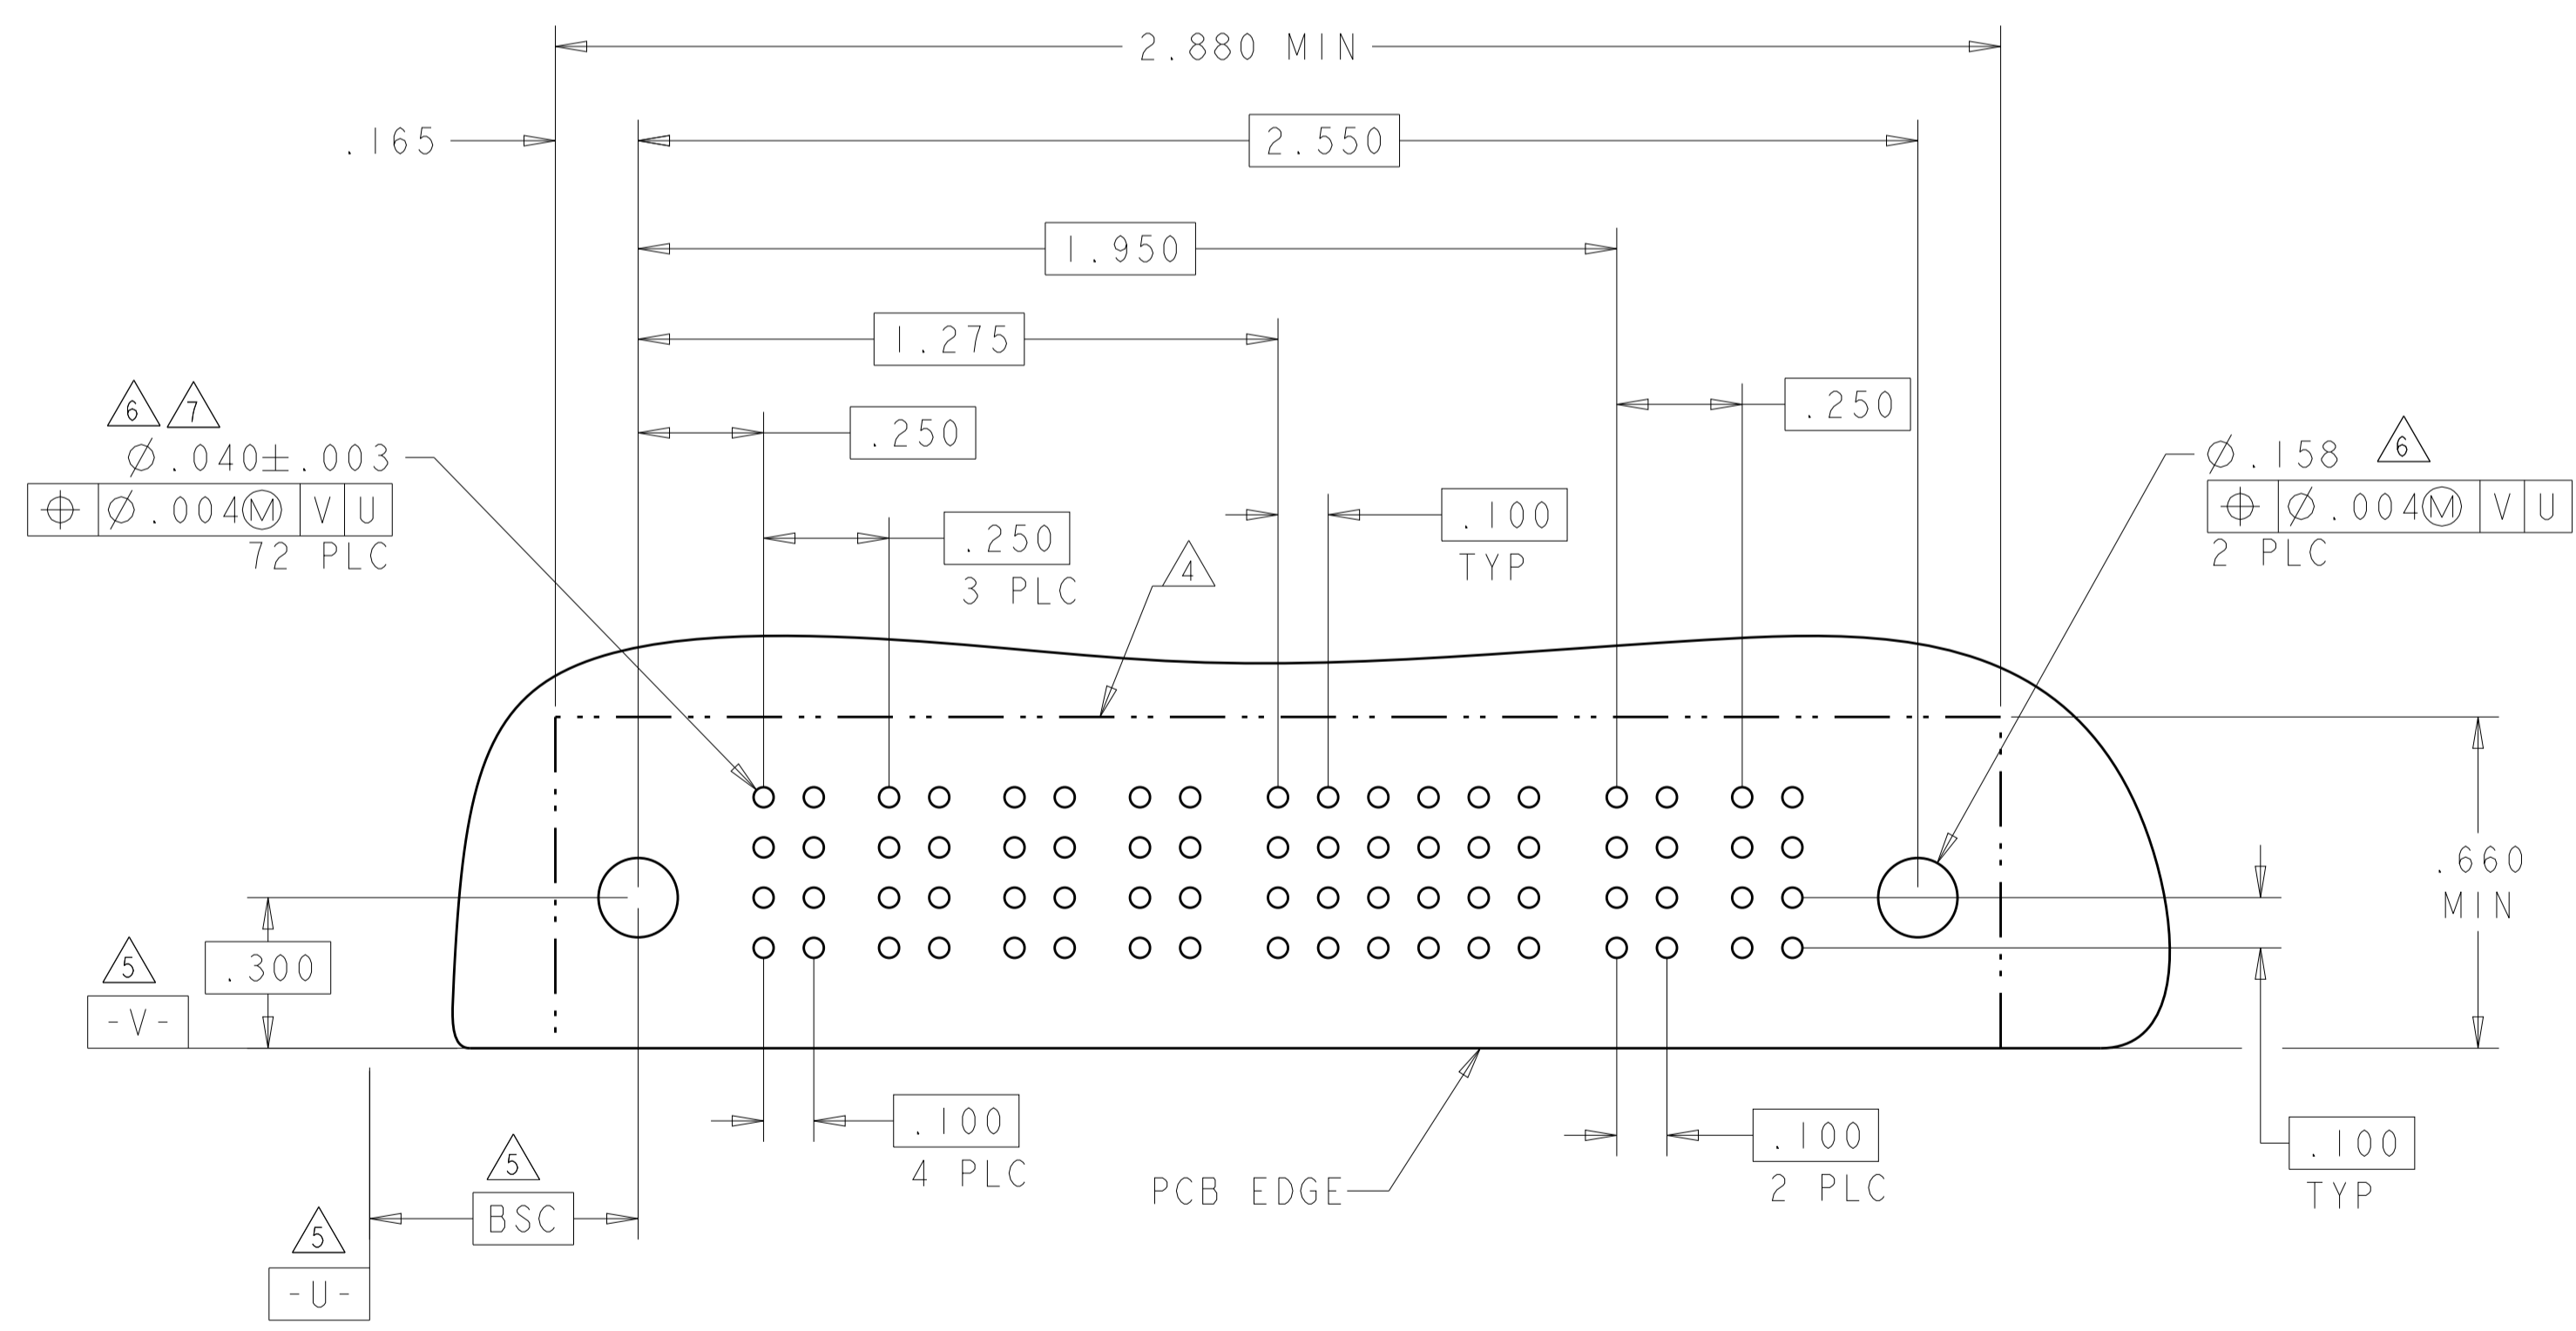 2.880 MIN
.165
2.550
1.950
1.275
6 7
.250
.250
Ø.040±.003
Ø.158 6
⌖ Ø.004Ⓜ V U
72 PLC
⌖ Ø.004Ⓜ V U
2 PLC
.250
3 PLC
.100
TYP
4
.660
MIN
5
.300
-V-
.100
4 PLC
.100
2 PLC
.100
TYP
5
BSC
PCB EDGE
5
-U-